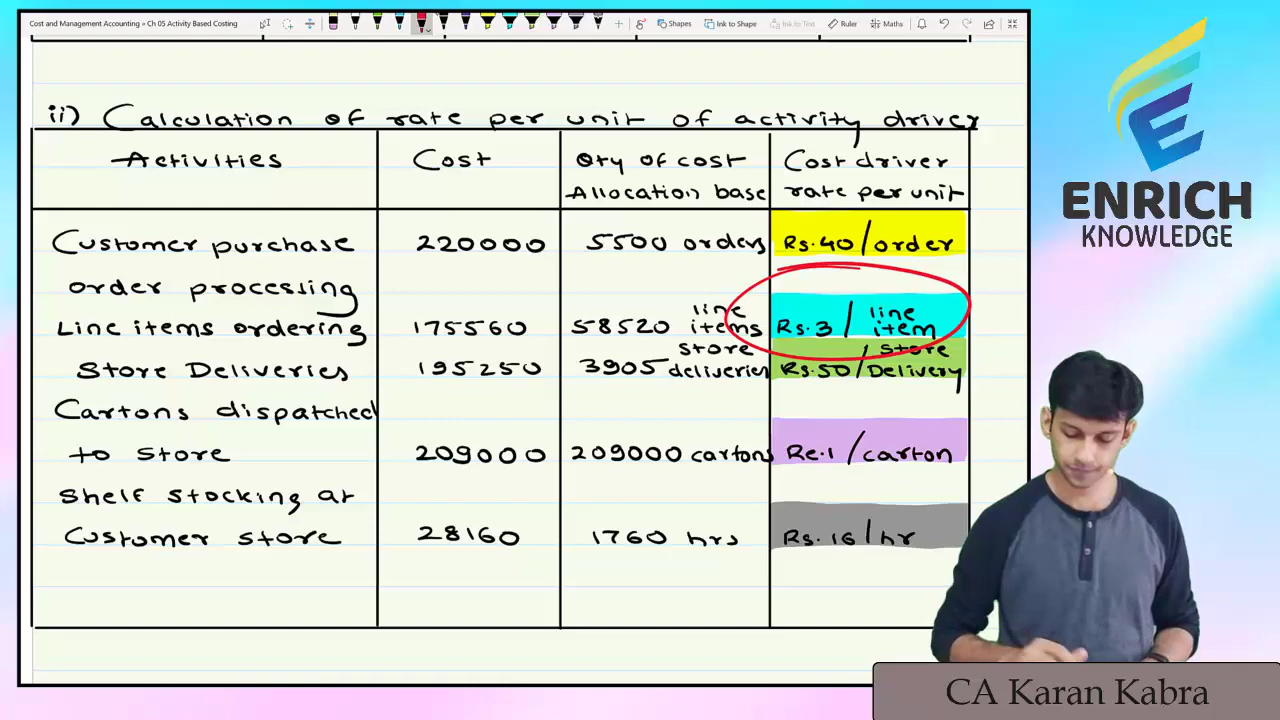 Cost and Management Accounting » Ch 05 Activity Based Costing
Shapes Ink to Shape Ink to Text Ruler Maths
ii) Calculation of rate per unit of activity driver
Activities Cost Qty of cost Allocation base Cost driver rate per unit
Customer purchase order processing 220000 5500 orders Rs.40/order
Line items ordering 175560 58520 line items Rs.3/line item
Store Deliveries 195250 3905 store deliveries Rs.50/store Delivery
Cartons dispatched to store 209000 209000 cartons Re.1/carton
Shelf stocking at Customer store 28160 1760 hrs Rs.16/hr
ENRICH
KNOWLEDGE
CA Karan Kabra